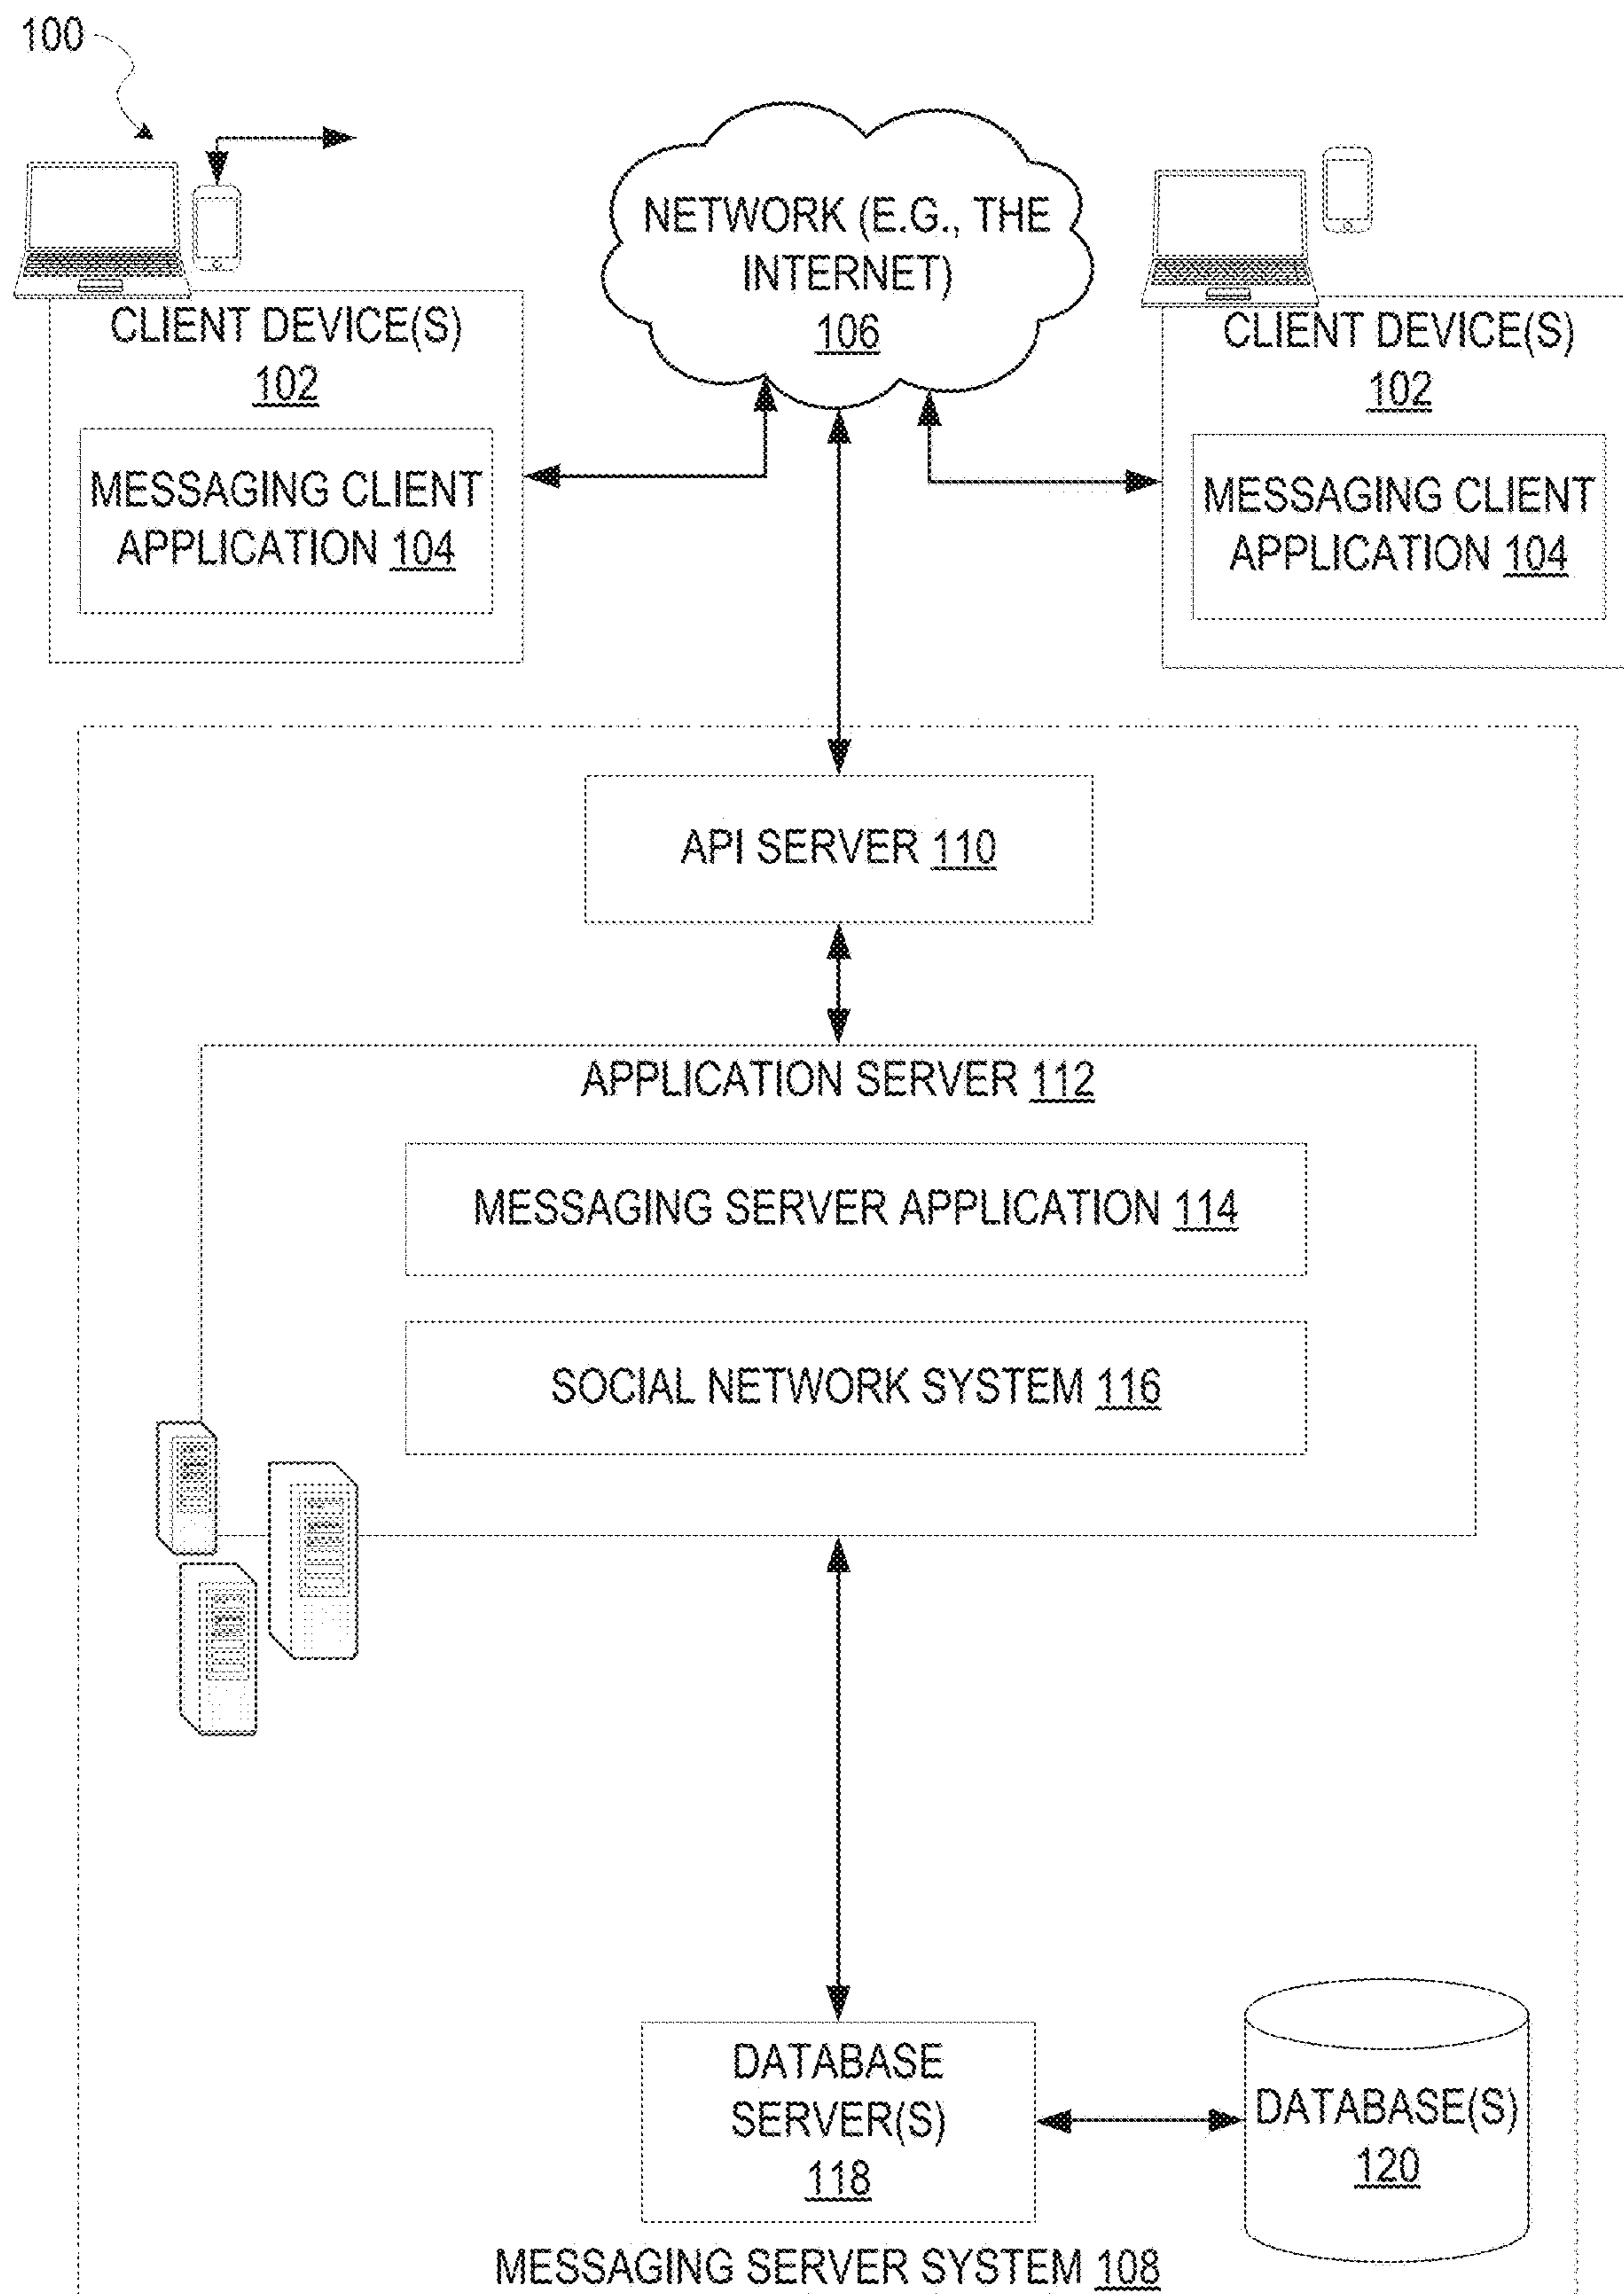 100
NETWORK (E.G., THE
INTERNET)
106
CLIENT DEVICE(S)
102
MESSAGING CLIENT
APPLICATION 104
CLIENT DEVICE(S)
102
MESSAGING CLIENT
APPLICATION 104
API SERVER 110
APPLICATION SERVER 112
MESSAGING SERVER APPLICATION 114
SOCIAL NETWORK SYSTEM 116
DATABASE
SERVER(S)
118
DATABASE(S)
120
MESSAGING SERVER SYSTEM 108